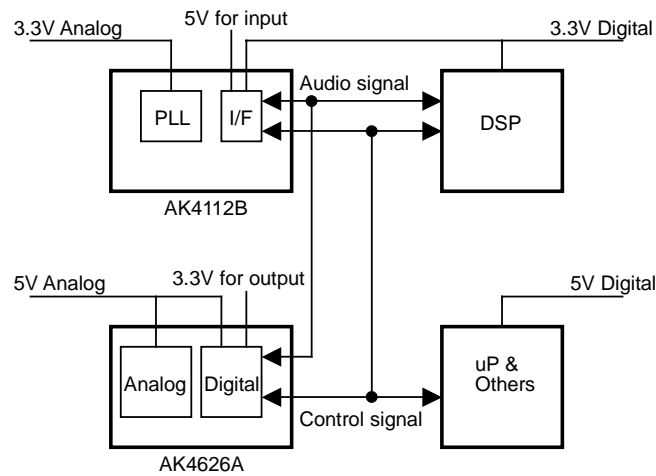 5V for input
3.3V Analog
3.3V Digital
Audio signal
PLL
I/F
DSP
AK4112B
5V Analog
3.3V for output
5V Digital
Analog
Digital
uP &
Others
Control signal
AK4626A